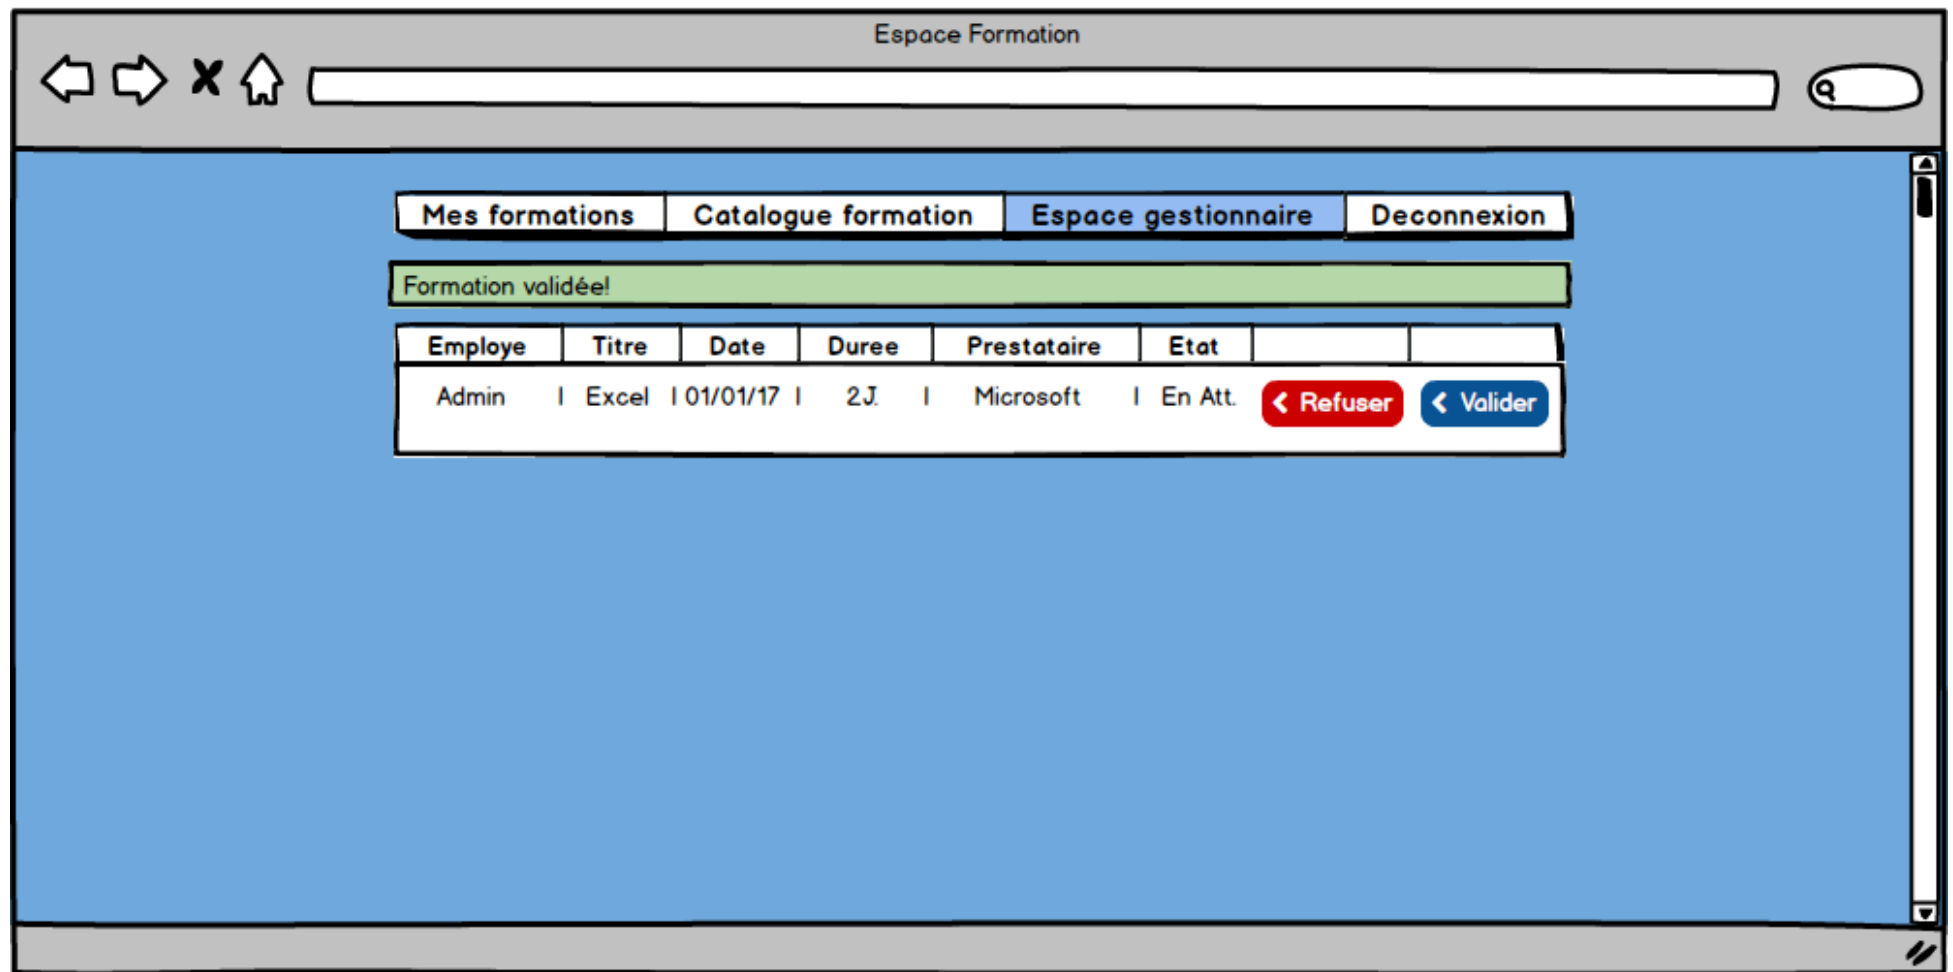 Espace Formation
Mes formations Catalogue formation Espace gestionnaire Deconnexion
Formation validée!
Employe Titre Date Duree Prestataire Etat
Admin | Excel | 01/01/17 | 2J. | Microsoft | En Att. Refuser Valider